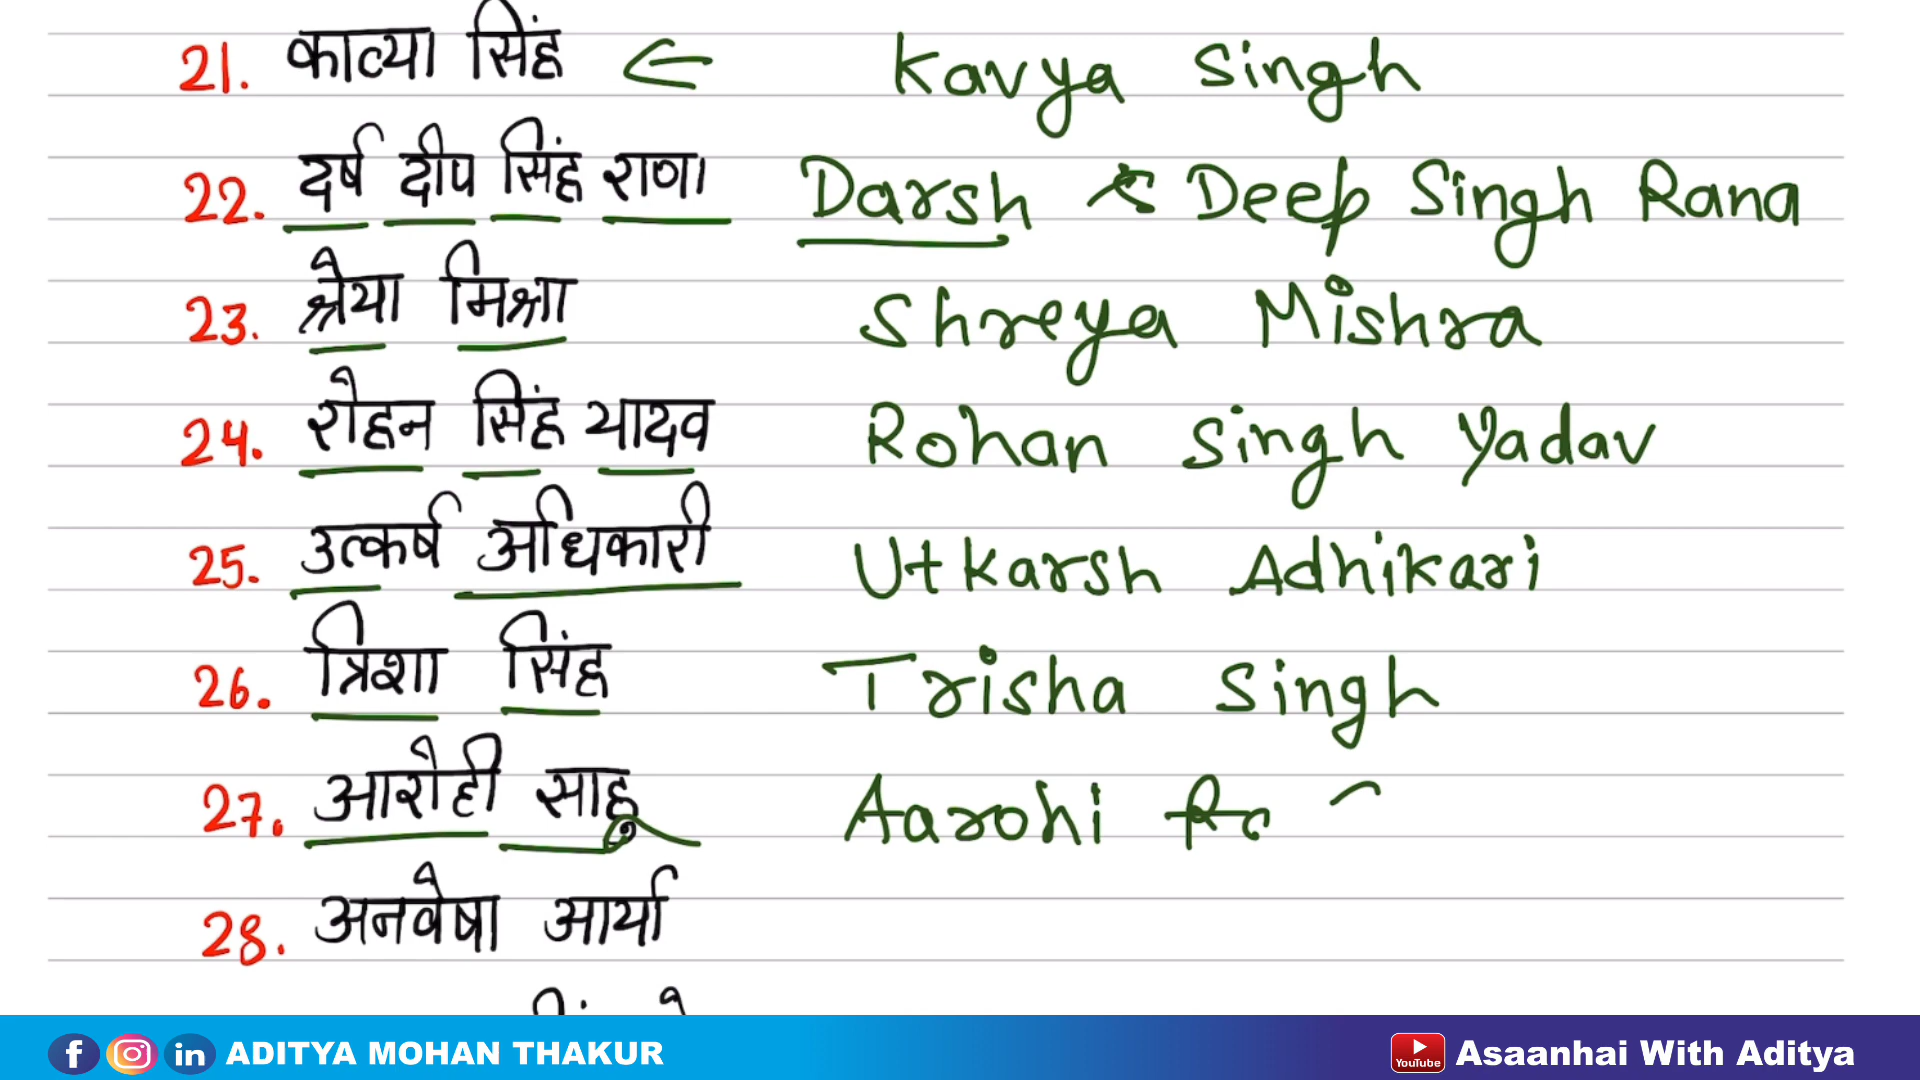 21. काव्या सिंह Kavya Singh
22. दर्ष दीप सिंह राणा Darsh Deep Singh Rana
23. श्रेया मिश्रा Shreya Mishra
24. रोहन सिंह यादव Rohan Singh Yadav
25. उत्कर्ष अधिकारी Utkarsh Adhikari
26. त्रिशा सिंह Trisha Singh
27. आरोही साहू Aarohi
28. अनवेषा आर्या
f in ADITYA MOHAN THAKUR YouTube Asaanhai With Aditya